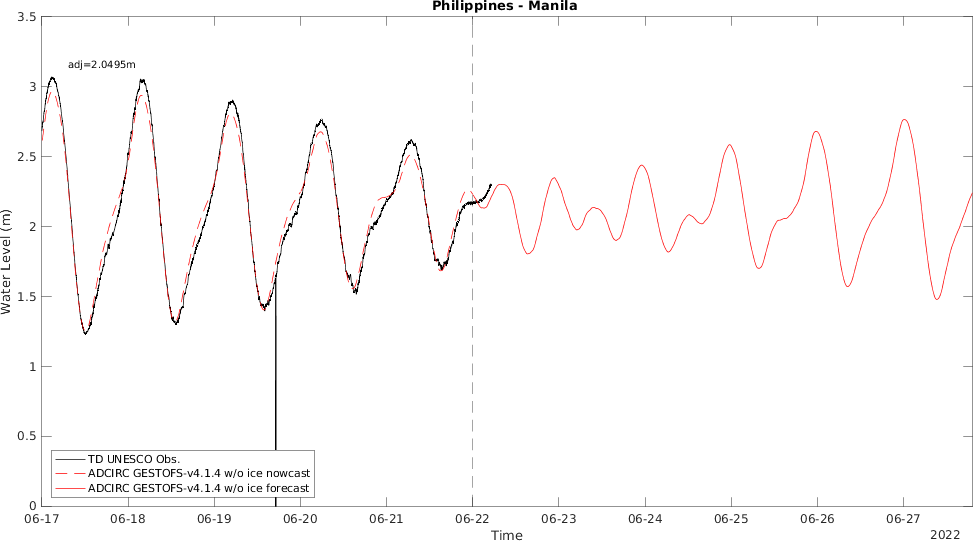 Philippines - Manila
adj=2.0495m
3.5
3
2.5
2
1.5
1
0.5
0
Water Level (m)
TD UNESCO Obs.
ADCIRC GESTOFS-v4.1.4 w/o ice nowcast
ADCIRC GESTOFS-v4.1.4 w/o ice forecast
06-17 06-18 06-19 06-20 06-21 06-22 06-23 06-24 06-25 06-26 06-27
Time
2022